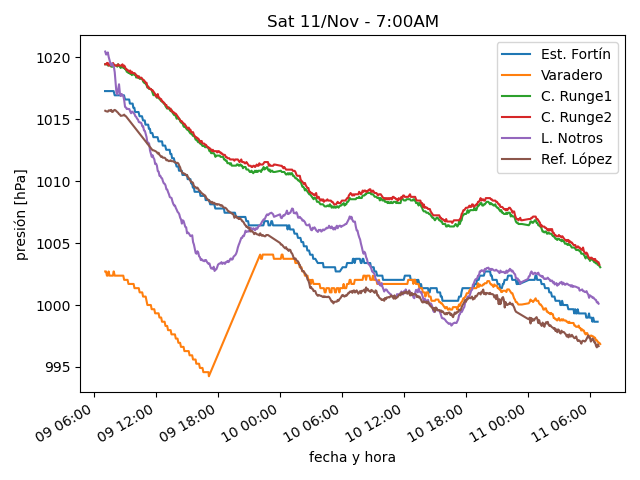 Sat 11/Nov - 7:00AM
Est. Fortín
Varadero
C. Runge1
C. Runge2
L. Notros
Ref. López
presión [hPa]
1020
1015
1010
1005
1000
995
09 06:00
09 12:00
09 18:00
10 00:00
10 06:00
10 12:00
10 18:00
11 00:00
11 06:00
fecha y hora